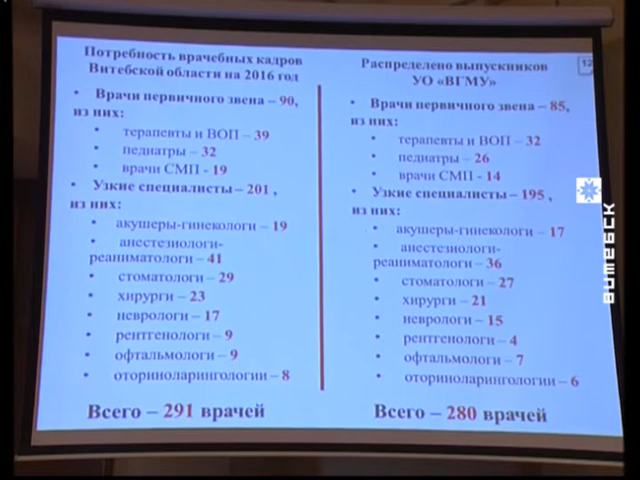 Потребность врачебных кадров
Витебской области на 2016 год
• Врачи первичного звена – 90,
из них:
• терапевты и ВОП – 39
• педиатры – 32
• врачи СМП - 19
• Узкие специалисты – 201 ,
из них:
• акушеры-гинекологи – 19
• анестезиологи-
реаниматологи – 41
• стоматологи – 29
• хирурги – 23
• неврологи – 17
• рентгенологи – 9
• офтальмологи – 9
• оториноларингологии – 8
Всего – 291 врачей
Распределено выпускников
УО «ВГМУ»
12
• Врачи первичного звена – 85,
из них:
• терапевты и ВОП – 32
• педиатры – 26
• врачи СМП - 14
• Узкие специалисты – 195 ,
из них:
• акушеры-гинекологи – 17
• анестезиологи-
реаниматологи – 36
• стоматологи – 27
• хирурги – 21
• неврологи – 15
• рентгенологи – 4
• офтальмологи – 7
• оториноларингологии – 6
Всего – 280 врачей
витебск